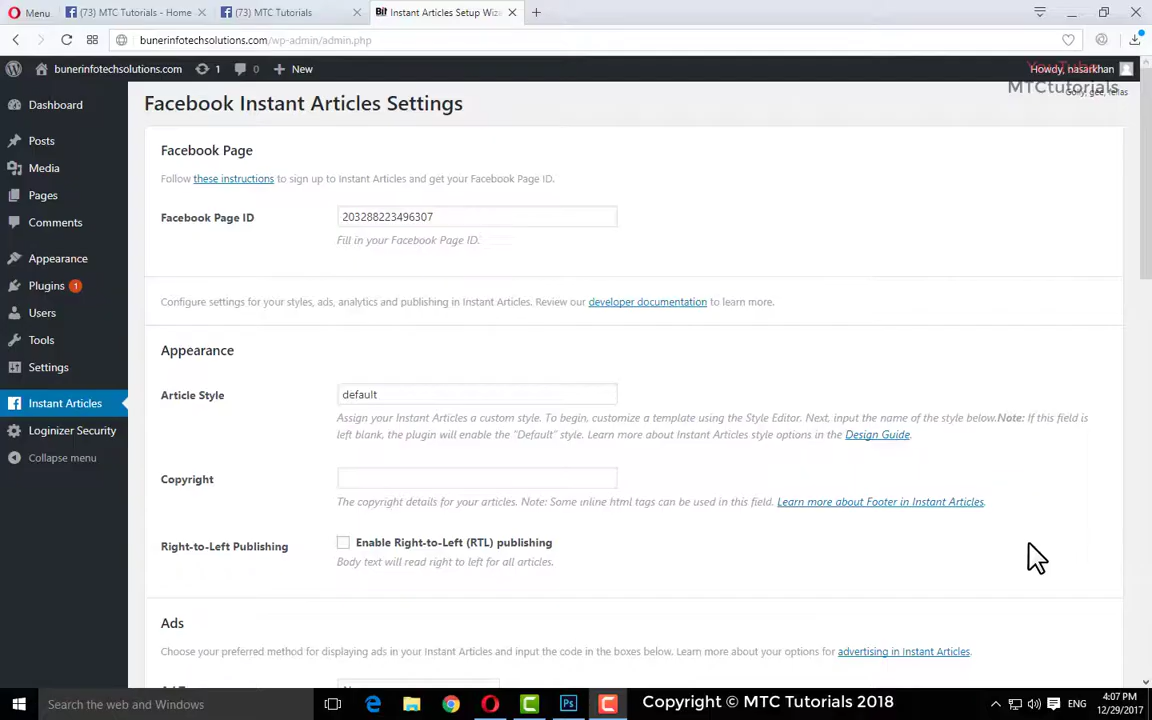 Menu
(73) MTC Tutorials - Home
(73) MTC Tutorials
Bit
Instant Articles Setup Wiza
bunerinfotechsolutions.com/wp-admin/admin.php
bunerinfotechsolutions.com
1
0
New
Howdy, nasarkhan
YouTube
MTCtutorials
Golly, gee, fellas
Dashboard
Posts
Media
Pages
Comments
Appearance
Plugins 1
Users
Tools
Settings
Instant Articles
Loginizer Security
Collapse menu
Facebook Instant Articles Settings
Facebook Page
Follow these instructions to sign up to Instant Articles and get your Facebook Page ID.
Facebook Page ID
203288223496307
Fill in your Facebook Page ID.
Configure settings for your styles, ads, analytics and publishing in Instant Articles. Review our developer documentation to learn more.
Appearance
Article Style
default
Assign your Instant Articles a custom style. To begin, customize a template using the Style Editor. Next, input the name of the style below.Note: If this field is
left blank, the plugin will enable the "Default" style. Learn more about Instant Articles style options in the Design Guide.
Copyright
The copyright details for your articles. Note: Some inline html tags can be used in this field. Learn more about Footer in Instant Articles.
Right-to-Left Publishing
Enable Right-to-Left (RTL) publishing
Body text will read right to left for all articles.
Ads
Choose your preferred method for displaying ads in your Instant Articles and input the code in the boxes below. Learn more about your options for advertising in Instant Articles.
Search the web and Windows
Copyright © MTC Tutorials 2018
ENG
4:07 PM
12/29/2017